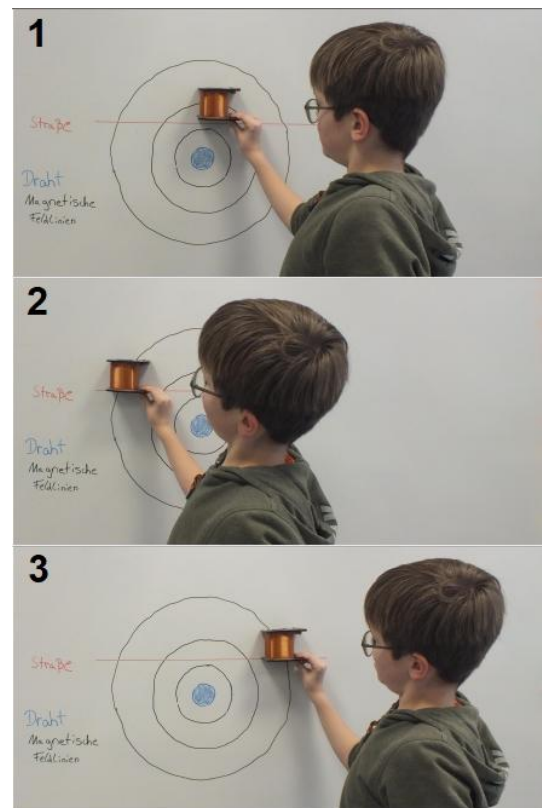 1
Straße
Draht
Magnetische
Feldlinien
2
Straße
Draht
Magnetische
Feldlinien
3
Straße
Draht
Magnetische
Feldlinien